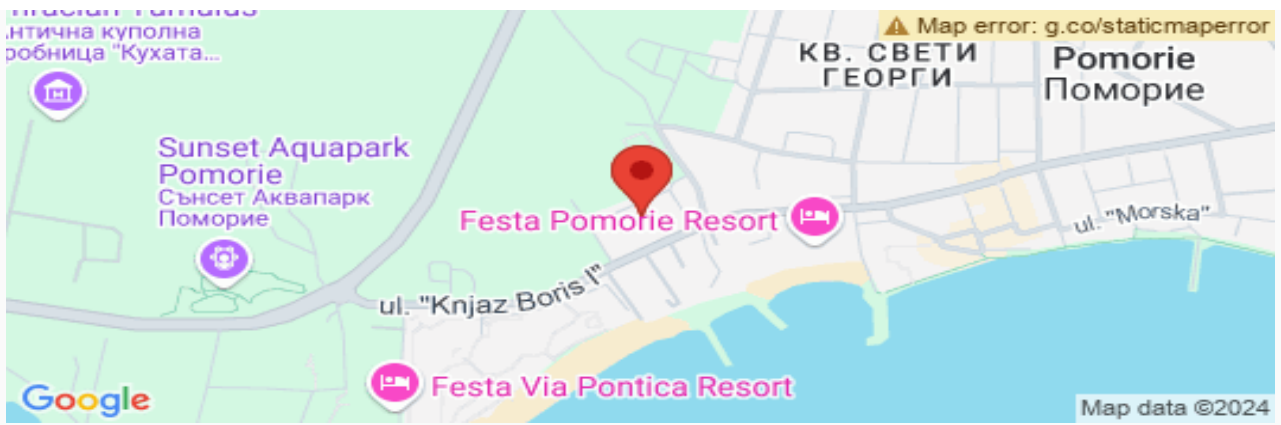 Map error: g.co/staticmaperror
Античнa куполна
робница "Кухата...
КВ. СВЕТИ
ГЕОРГИ
Pomorie
Поморие
Sunset Aquapark
Pomorie
Сънсет Аквапарк
Поморие
Festa Pomorie Resort
ul. "Morska"
ul. "Knjaz Boris I"
Festa Via Pontica Resort
Google
Map data ©2024